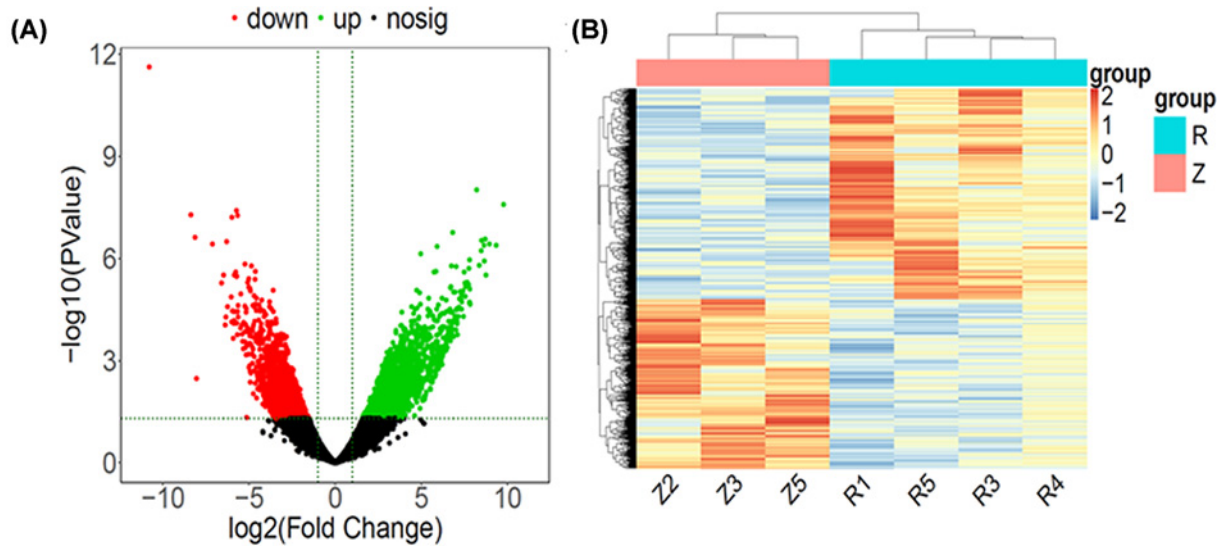 • down • up • nosig
(A)
12
9
6
3
0
−log10(PValue)
−10 −5 0 5 10
log2(Fold Change)
(B)
group
2
1
0
−1
−2
group
R
Z
Z2 Z3 Z5 R1 R5 R3 R4